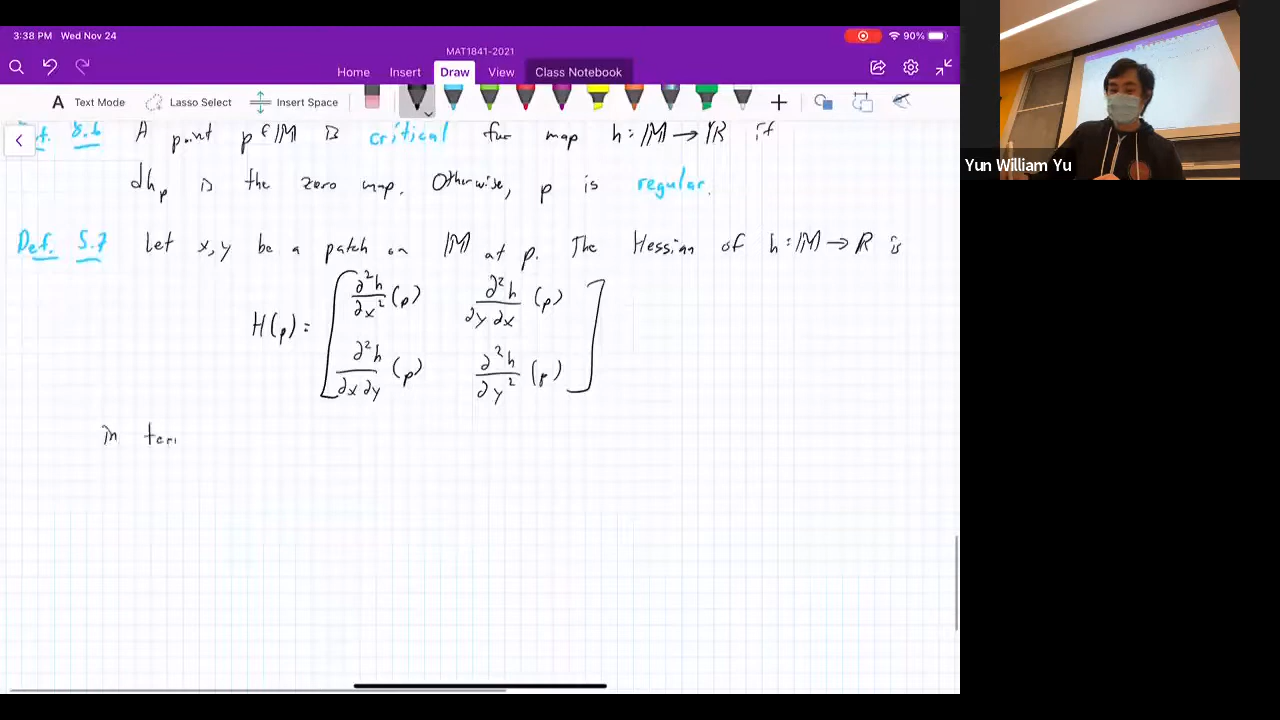 3:38 PM Wed Nov 24
90%
MAT1841-2021
Home Insert Draw View Class Notebook
Text Mode Lasso Select Insert Space
8.6 A point p ∈ 𝕄 is critical for map h: 𝕄 → ℝ if
dh_p is the zero map. Otherwise, p is regular.
Def. 5.7 Let x, y be a patch on 𝕄 at p. The Hessian of h: 𝕄 → ℝ is
H(p) = [ ∂²h/∂x² (p) ∂²h/∂y∂x (p)
∂²h/∂x∂y (p) ∂²h/∂y² (p) ]
in ter
Yun William Yu